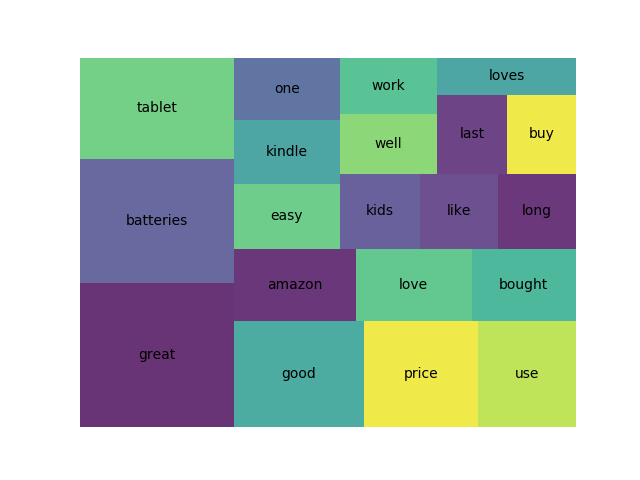 tablet
batteries
great
one
kindle
easy
work
well
loves
last
buy
kids
like
long
amazon
love
bought
good
price
use